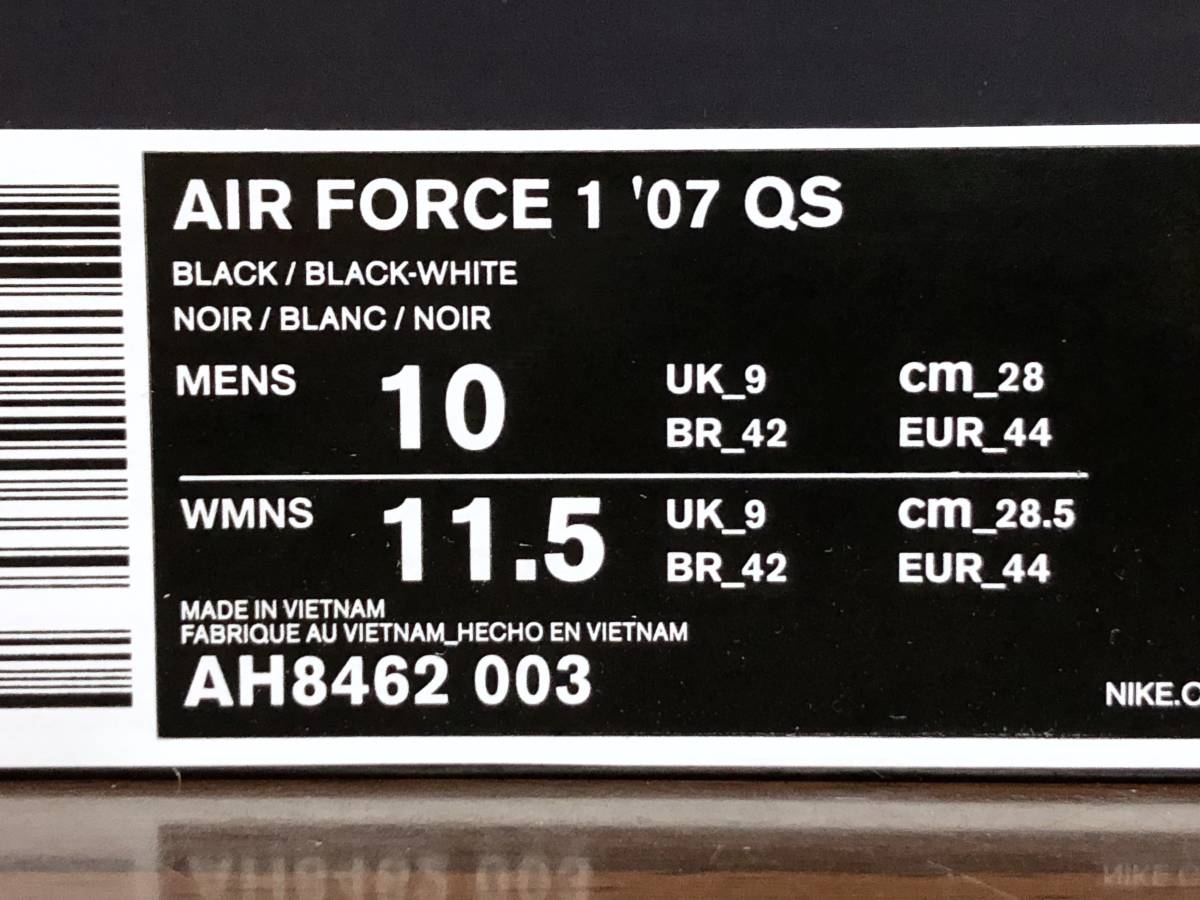 AIR FORCE 1 '07 QS
BLACK / BLACK-WHITE
NOIR / BLANC / NOIR
MENS 10 UK_9 cm_28
BR_42 EUR_44
WMNS 11.5 UK_9 cm_28.5
BR_42 EUR_44
MADE IN VIETNAM
FABRIQUE AU VIETNAM_HECHO EN VIETNAM
AH8462 003
NIKE.C